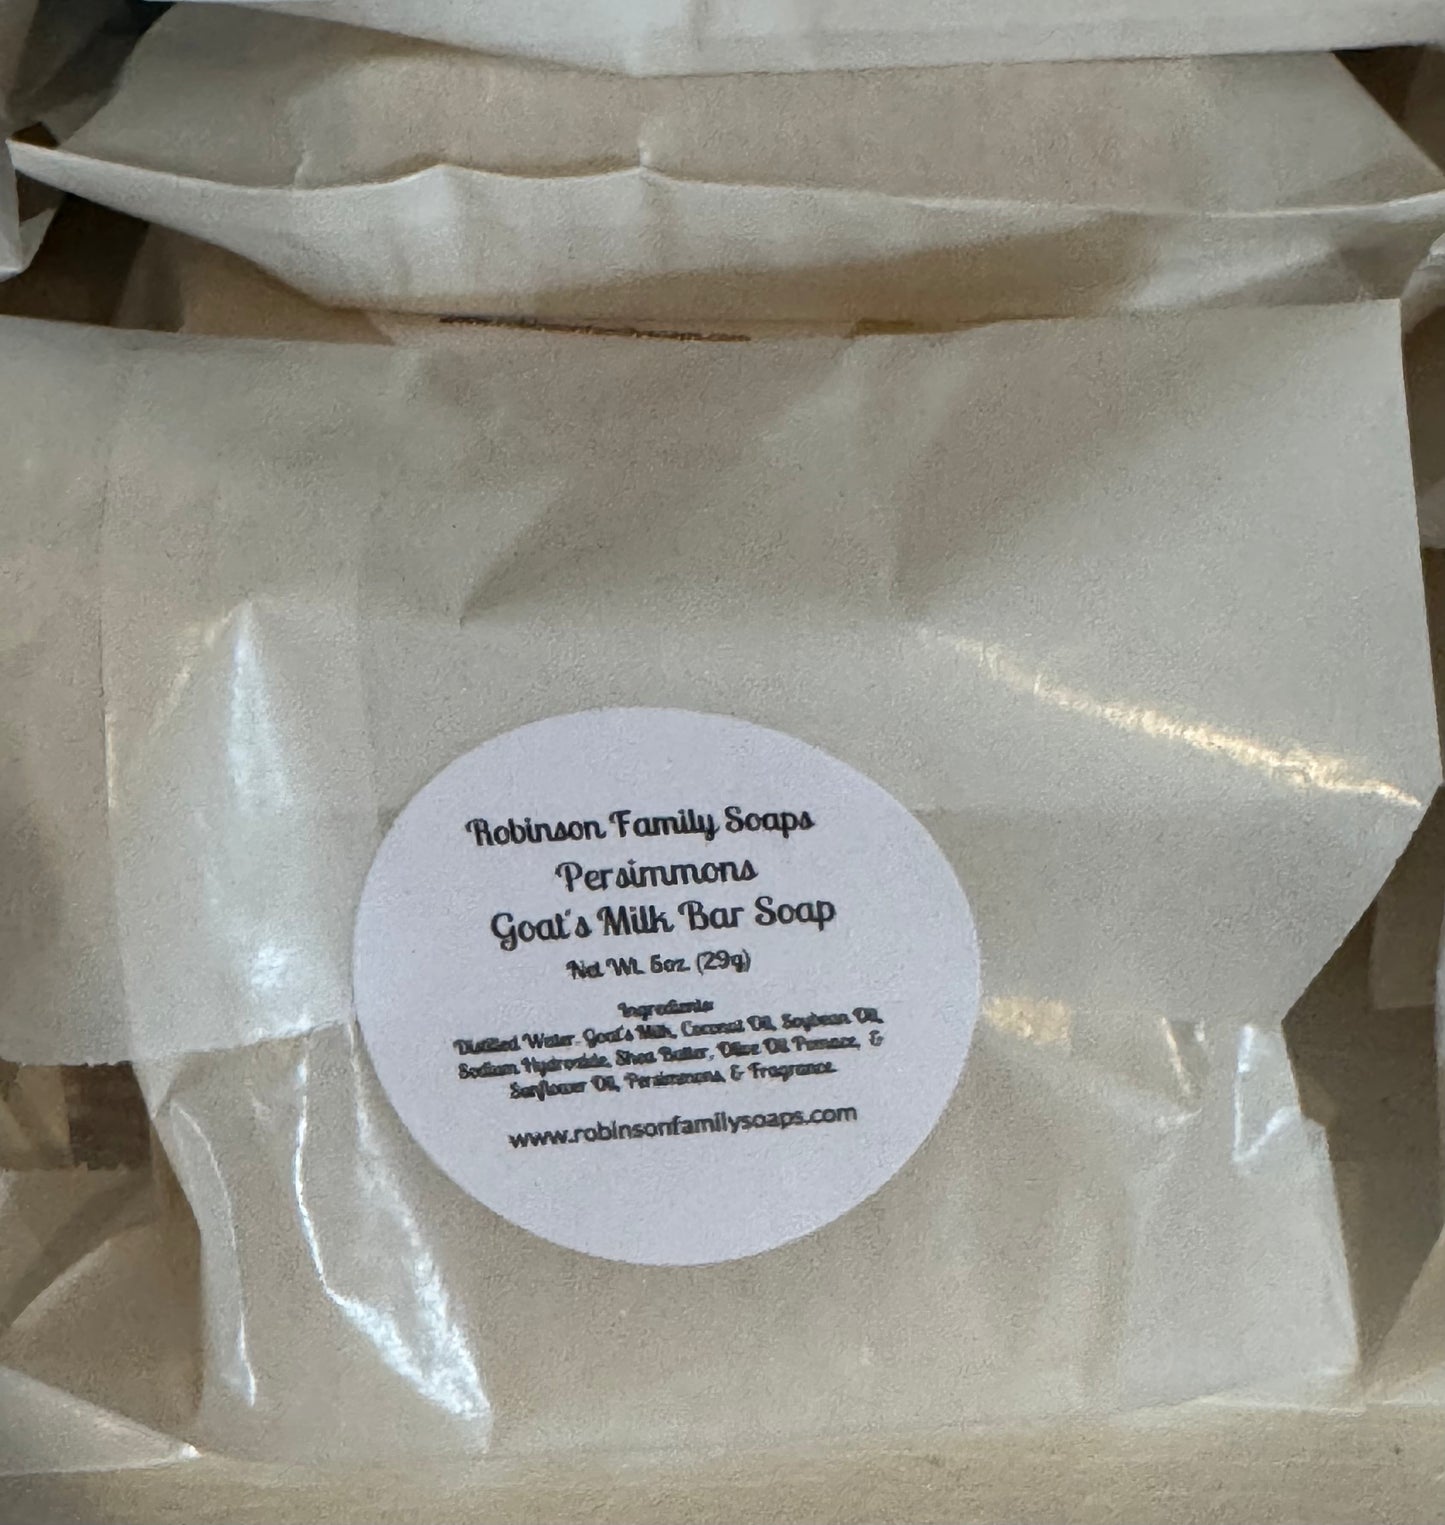 Robinson Family Soaps
Persimmons
Goat's Milk Bar Soap
Net Wt. 5oz. (29g)
Ingredients:
Distilled Water, Goat's Milk, Coconut Oil, Soybean Oil,
Sodium Hydroxide, Shea Butter, Olive Oil Pomace, &
Sunflower Oil, Persimmons, & Fragrance
www.robinsonfamilysoaps.com